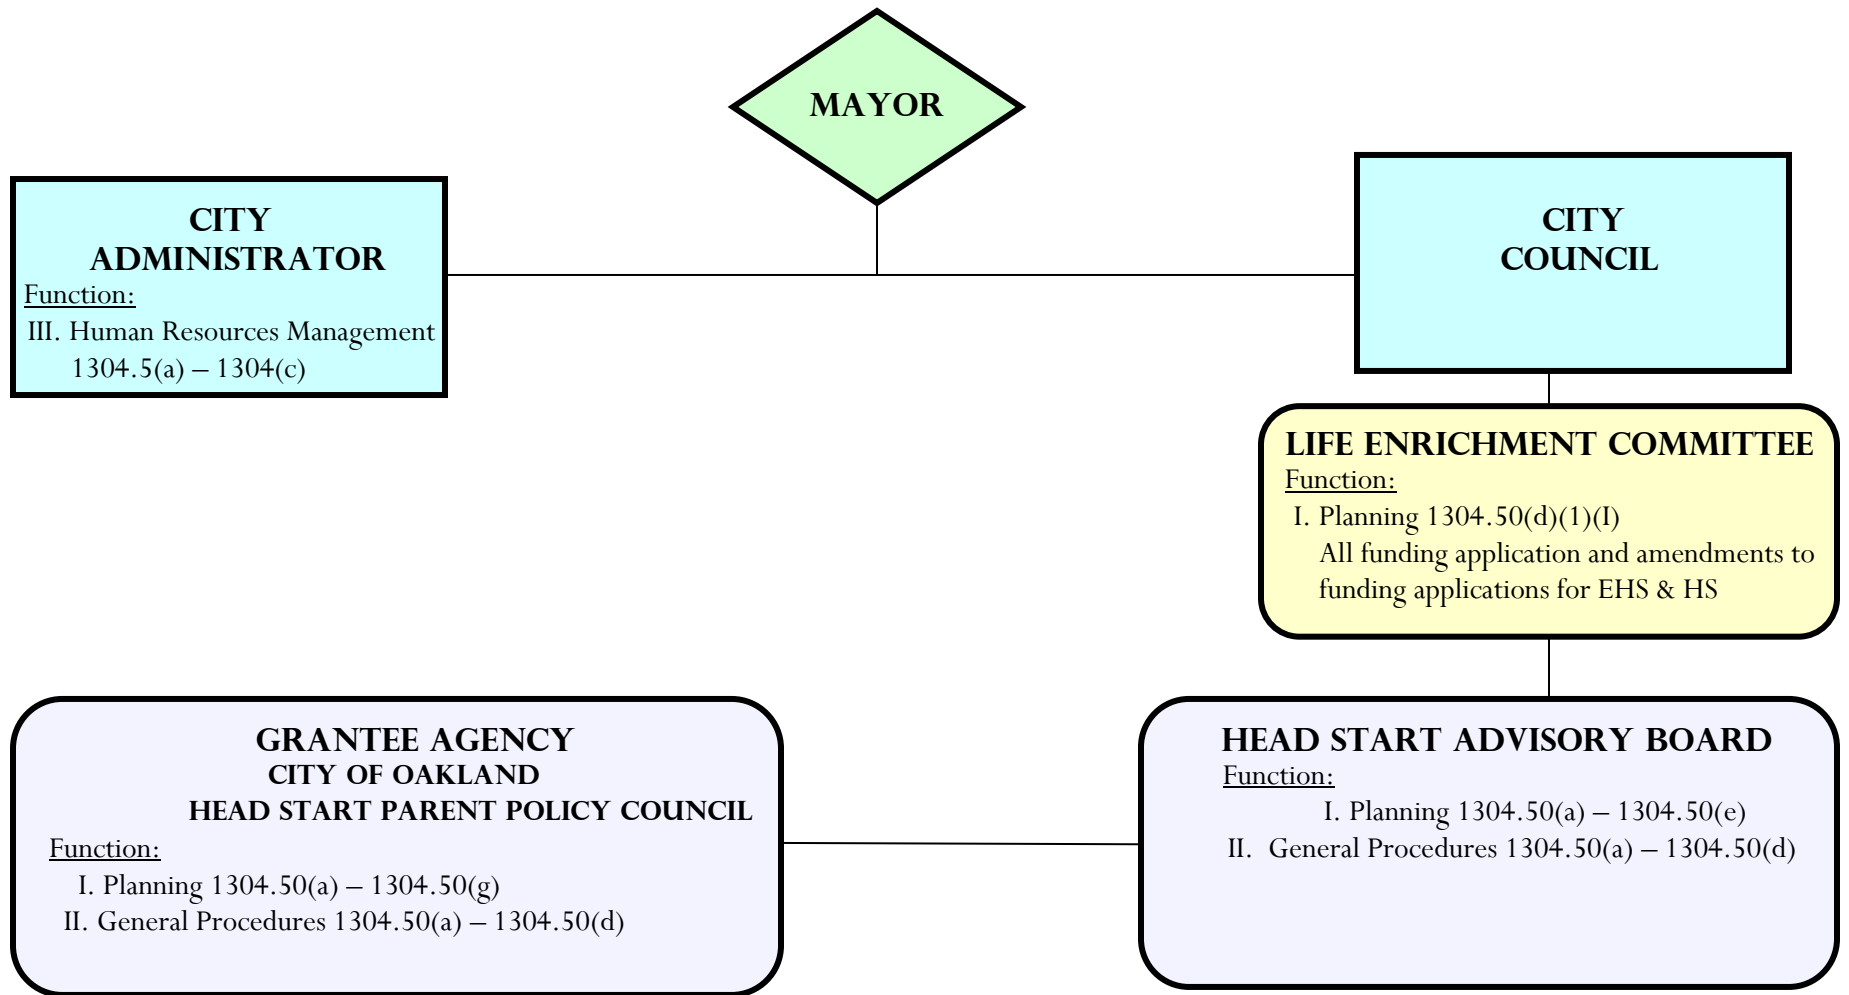 MAYOR
CITY
ADMINISTRATOR
Function:
III. Human Resources Management
1304.5(a) – 1304(c)
CITY
COUNCIL
LIFE ENRICHMENT COMMITTEE
Function:
I. Planning 1304.50(d)(1)(I)
All funding application and amendments to
funding applications for EHS & HS
GRANTEE AGENCY
CITY OF OAKLAND
HEAD START PARENT POLICY COUNCIL
Function:
I. Planning 1304.50(a) – 1304.50(g)
II. General Procedures 1304.50(a) – 1304.50(d)
HEAD START ADVISORY BOARD
Function:
I. Planning 1304.50(a) – 1304.50(e)
II. General Procedures 1304.50(a) – 1304.50(d)